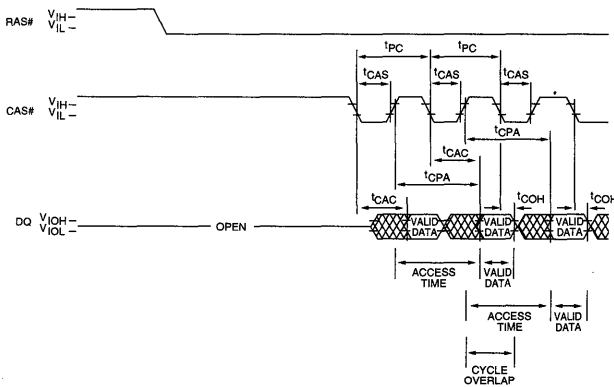 RAS# VIH
VIL
tPC tPC
tCAS tCAS tCAS
CAS# VIH
VIL
tCPA
tCAC
tCPA
tCAC tCOH tCOH
DQ VIOH
VIOL
OPEN
VALID DATA
VALID DATA
VALID DATA
ACCESS TIME
VALID DATA
ACCESS TIME
VALID DATA
CYCLE OVERLAP